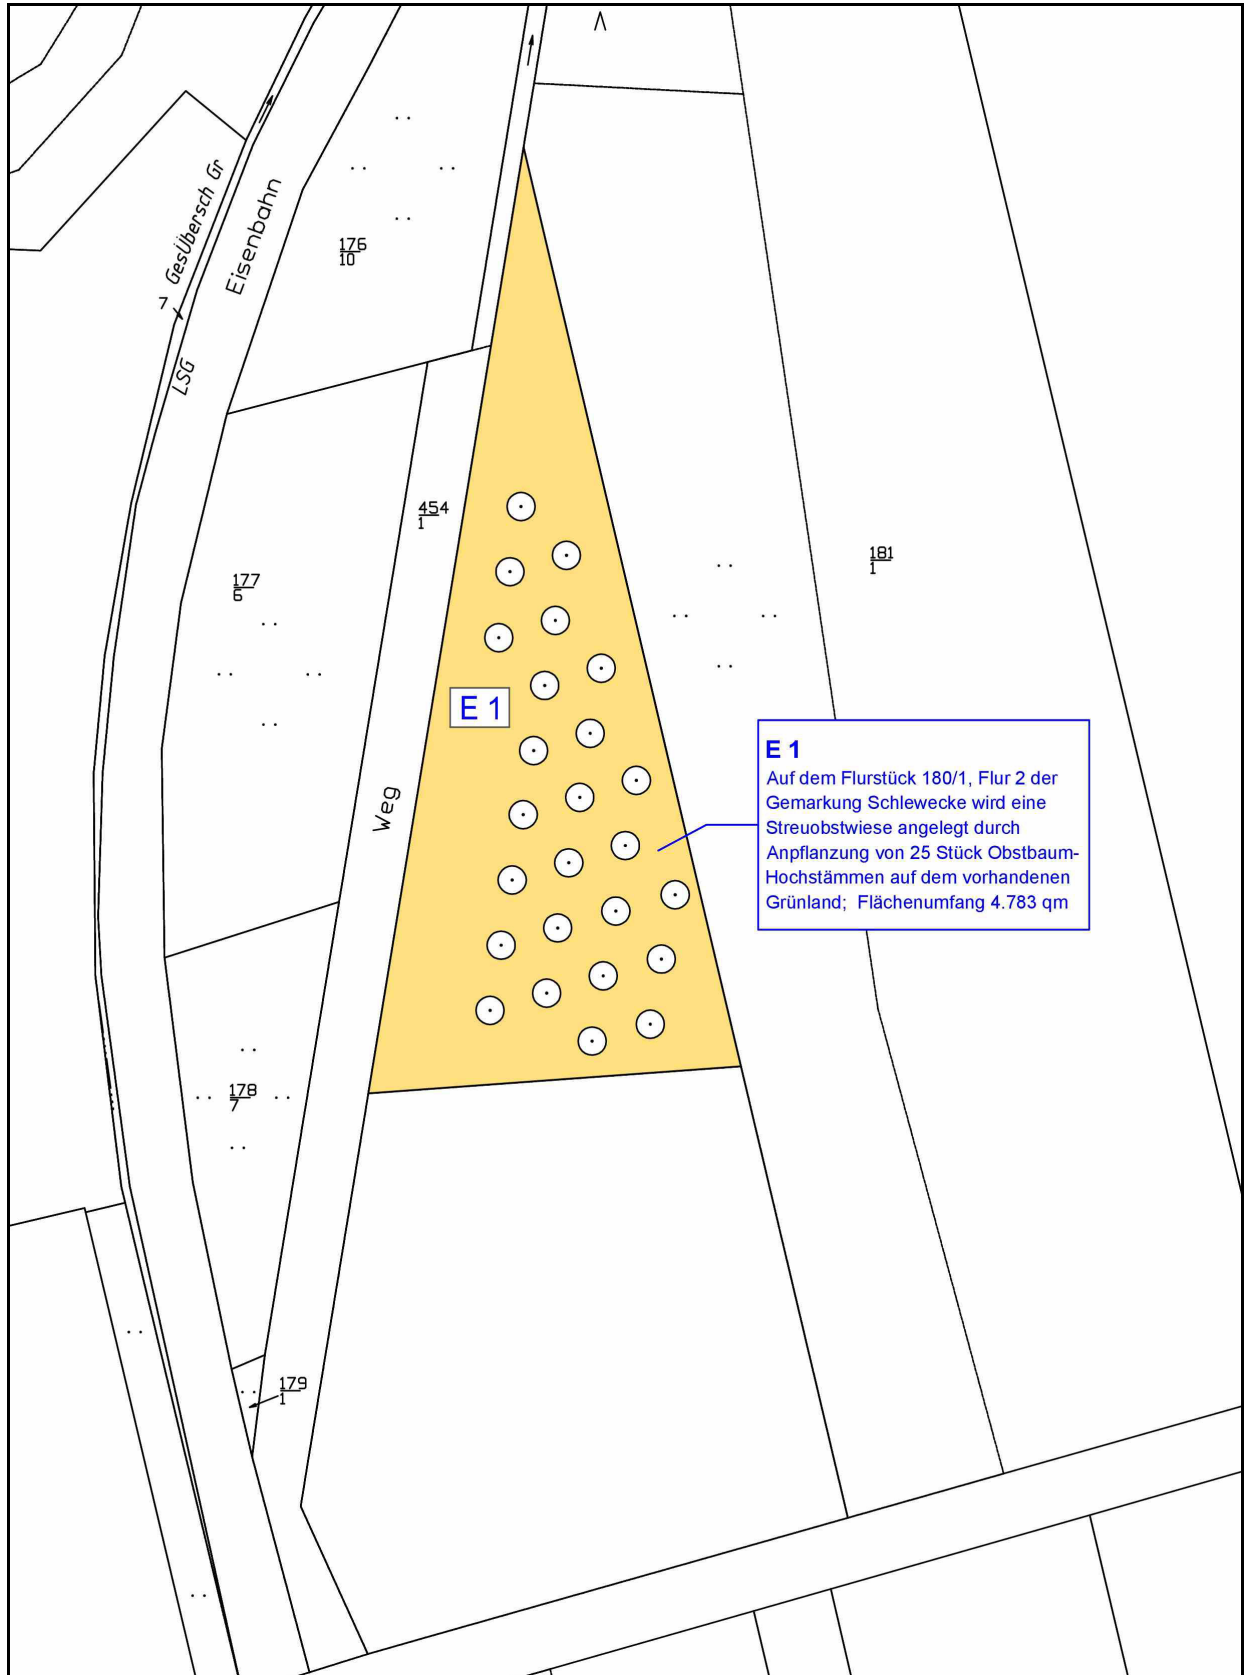 GesÜbersch Gr
Eisenbahn
176
10
7
LSG
454
1
177
6
181
1
E 1
E 1
Auf dem Flurstück 180/1, Flur 2 der
Gemarkung Schlewecke wird eine
Streuobstwiese angelegt durch
Anpflanzung von 25 Stück Obstbaum-
Hochstämmen auf dem vorhandenen
Grünland; Flächenumfang 4.783 qm
Weg
178
7
179
1